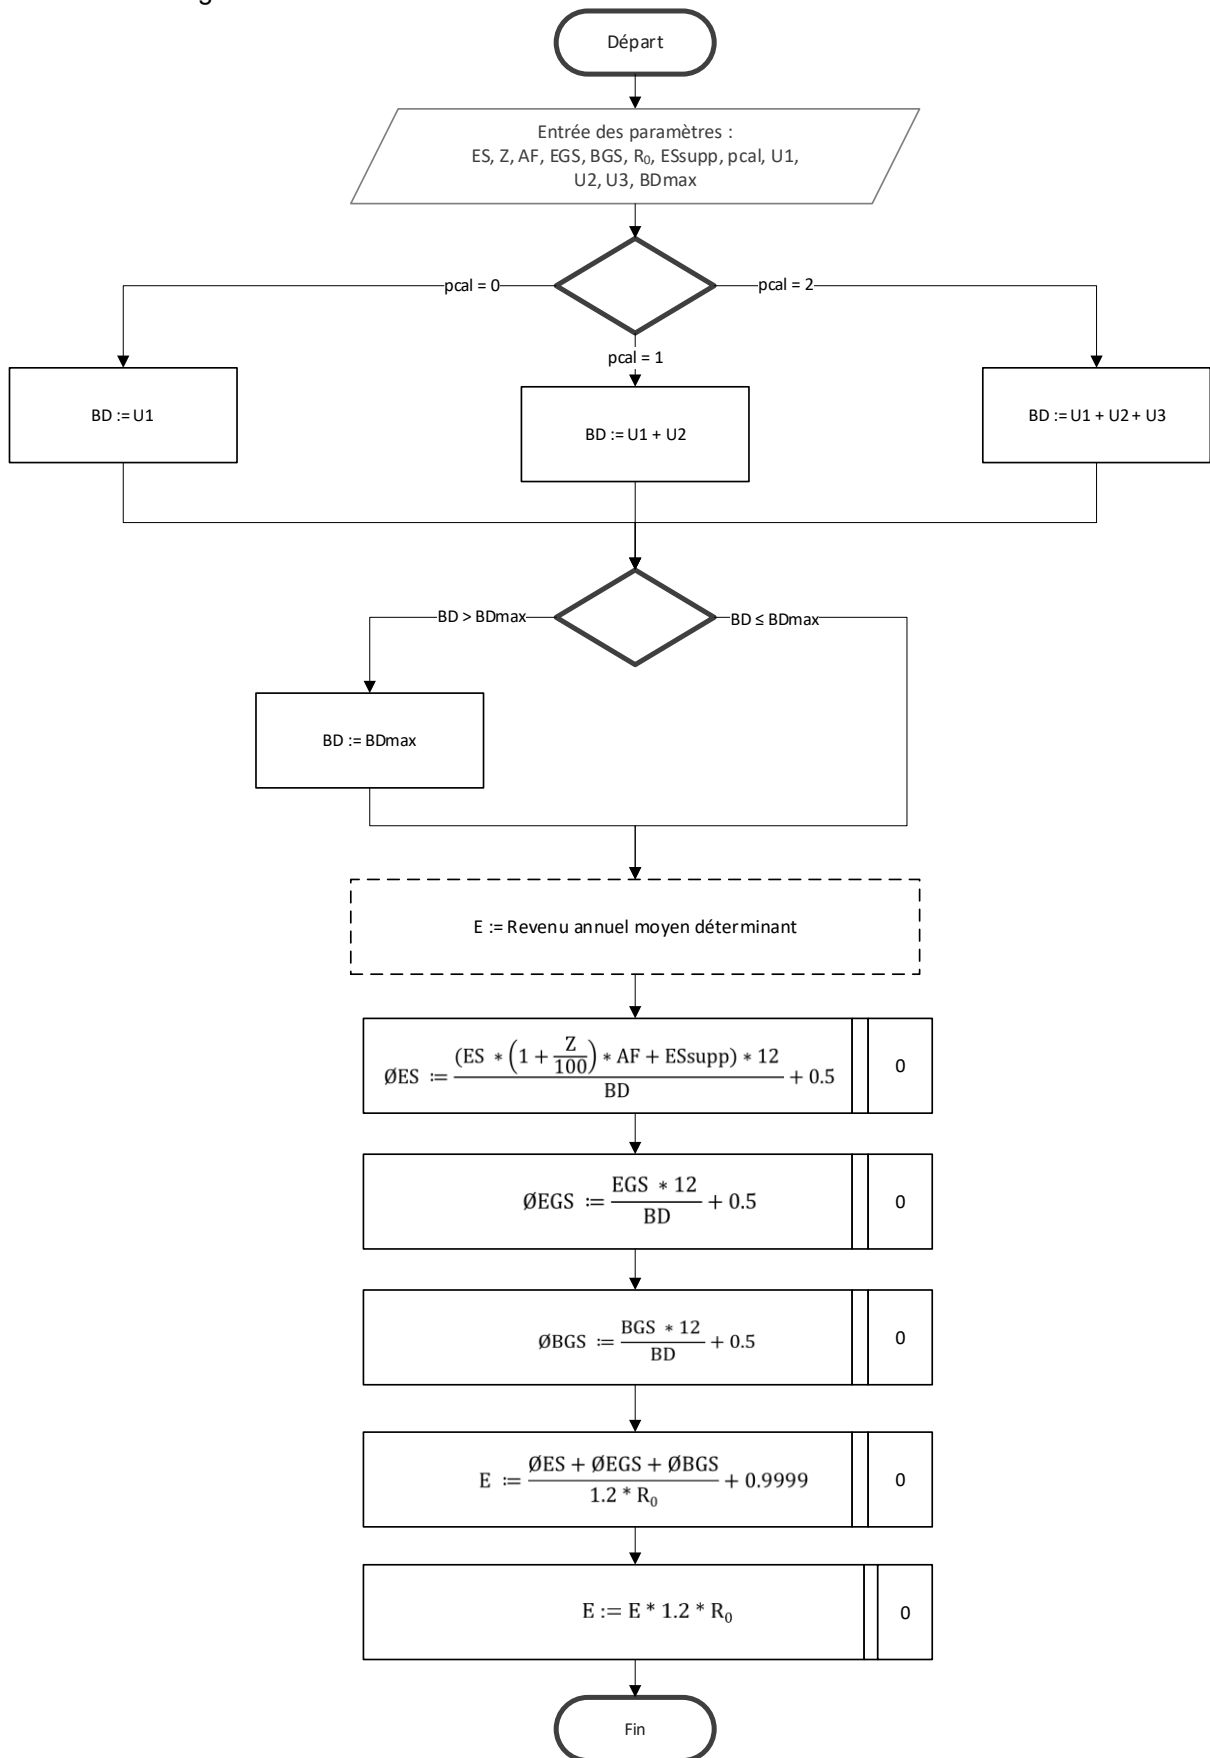 Départ
Entrée des paramètres :
ES, Z, AF, EGS, BGS, R₀, ESsupp, pcal, U1,
U2, U3, BDmax
pcal = 0
pcal = 2
pcal = 1
BD := U1
BD := U1 + U2
BD := U1 + U2 + U3
BD > BDmax
BD ≤ BDmax
BD := BDmax
E := Revenu annuel moyen déterminant
ØES := (ES * (1 + Z/100) * AF + ESsupp) * 12 / BD + 0.5
0
ØEGS := EGS * 12 / BD + 0.5
0
ØBGS := BGS * 12 / BD + 0.5
0
E := ØES + ØEGS + ØBGS / 1.2 * R₀ + 0.9999
0
E := E * 1.2 * R₀
0
Fin